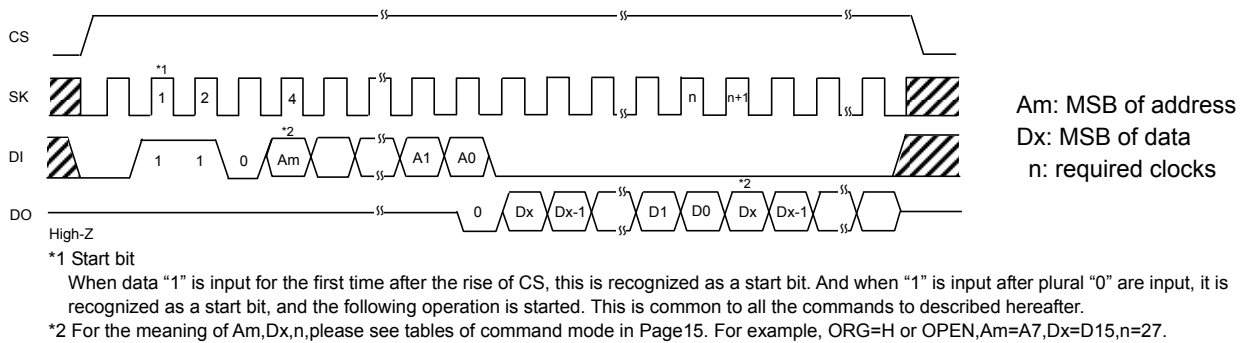 CS
*1
SK 1 2 4 n n+1
*2
DI 1 1 0 Am A1 A0
*2
DO 0 Dx Dx-1 D1 D0 Dx Dx-1
High-Z
Am: MSB of address
Dx: MSB of data
n: required clocks
*1 Start bit
When data “1” is input for the first time after the rise of CS, this is recognized as a start bit. And when “1” is input after plural “0” are input, it is
recognized as a start bit, and the following operation is started. This is common to all the commands to described hereafter.
*2 For the meaning of Am,Dx,n,please see tables of command mode in Page15. For example, ORG=H or OPEN,Am=A7,Dx=D15,n=27.